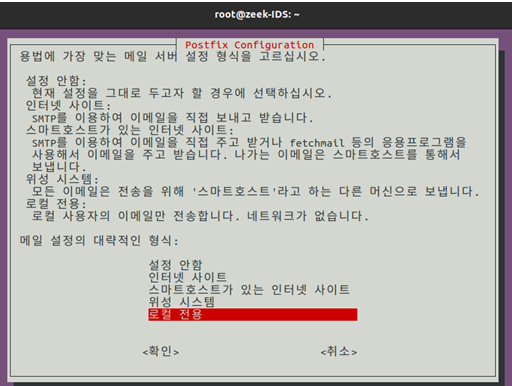 root@zeek-IDS: ~
Postfix Configuration
용법에 가장 맞는 메일 서버 설정 형식을 고르십시오.
설정 안함:
현재 설정을 그대로 두고자 할 경우에 선택하십시오.
인터넷 사이트:
SMTP를 이용하여 이메일을 직접 보내고 받습니다.
스마트호스트가 있는 인터넷 사이트:
SMTP를 이용하여 이메일을 직접 주고 받거나 fetchmail 등의 응용프로그램을
사용해서 이메일을 주고 받습니다. 나가는 이메일은 스마트호스트를 통해서
보냅니다.
위성 시스템:
모든 이메일은 전송을 위해 '스마트호스트'라고 하는 다른 머신으로 보냅니다.
로컬 전용:
로컬 사용자의 이메일만 전송합니다. 네트워크가 없습니다.
메일 설정의 대략적인 형식:
설정 안함
인터넷 사이트
스마트호스트가 있는 인터넷 사이트
위성 시스템
로컬 전용
<확인> <취소>